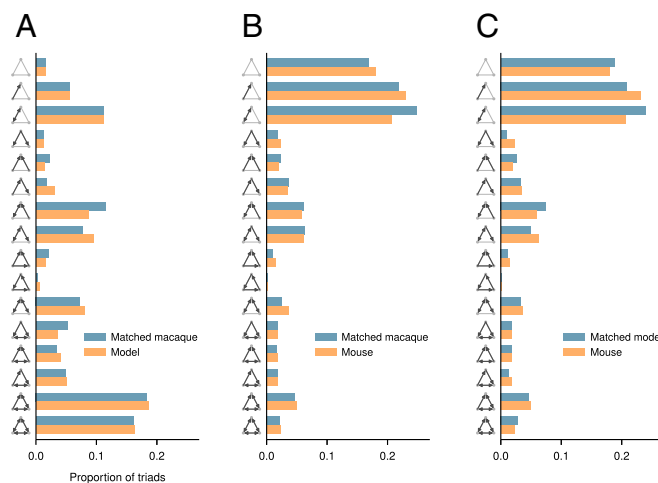 A
B
C
Matched macaque
Model
Matched macaque
Mouse
Matched mode
Mouse
0.0 0.1 0.2
0.0 0.1 0.2
0.0 0.1 0.2
Proportion of triads